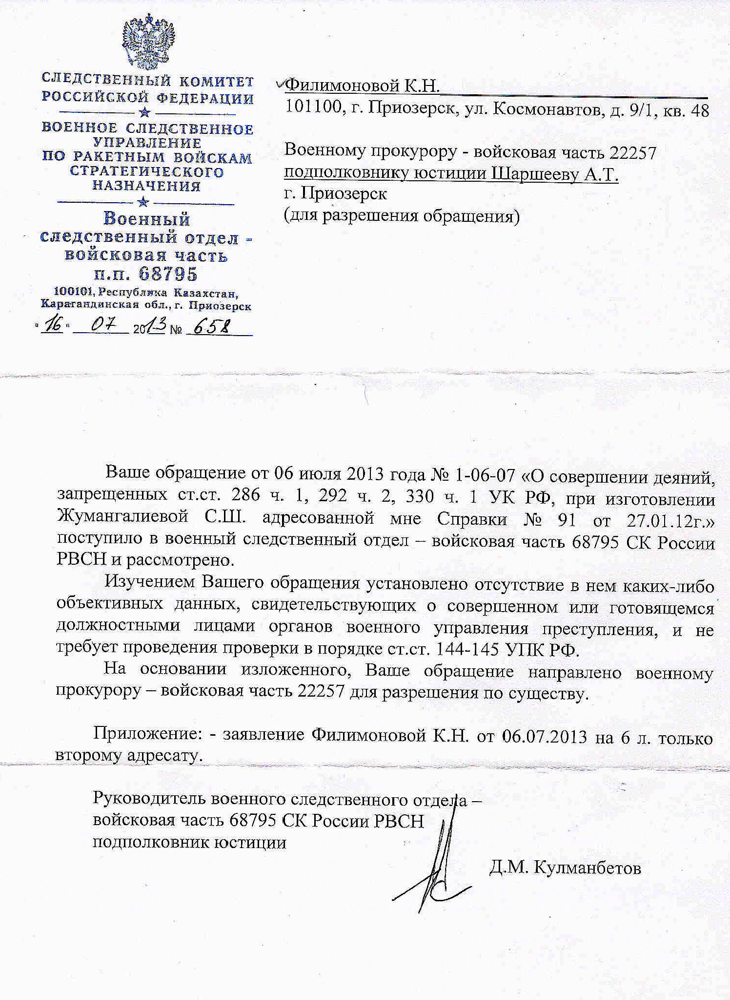 СЛЕДСТВЕННЫЙ КОМИТЕТ
РОССИЙСКОЙ ФЕДЕРАЦИИ
ВОЕННОЕ СЛЕДСТВЕННОЕ
УПРАВЛЕНИЕ
ПО РАКЕТНЫМ ВОЙСКАМ
СТРАТЕГИЧЕСКОГО
НАЗНАЧЕНИЯ
Военный
следственный отдел -
войсковая часть
п.п. 68795
100101, Республика Казахстан,
Карагандинская обл., г. Приозерск
"16" 07 2013 № 658
Филимоновой К.Н.
101100, г. Приозерск, ул. Космонавтов, д. 9/1, кв. 48
Военному прокурору - войсковая часть 22257
подполковнику юстиции Шаршееву А.Т.
г. Приозерск
(для разрешения обращения)
Ваше обращение от 06 июля 2013 года № 1-06-07 «О совершении деяний,
запрещенных ст.ст. 286 ч. 1, 292 ч. 2, 330 ч. 1 УК РФ, при изготовлении
Жумангалиевой С.Ш. адресованной мне Справки № 91 от 27.01.12г.»
поступило в военный следственный отдел – войсковая часть 68795 СК России
РВСН и рассмотрено.
Изучением Вашего обращения установлено отсутствие в нем каких-либо
объективных данных, свидетельствующих о совершенном или готовящемся
должностными лицами органов военного управления преступления, и не
требует проведения проверки в порядке ст.ст. 144-145 УПК РФ.
На основании изложенного, Ваше обращение направлено военному
прокурору – войсковая часть 22257 для разрешения по существу.
Приложение: - заявление Филимоновой К.Н. от 06.07.2013 на 6 л. только
второму адресату.
Руководитель военного следственного отдела –
войсковая часть 68795 СК России РВСН
подполковник юстиции
Д.М. Кулманбетов